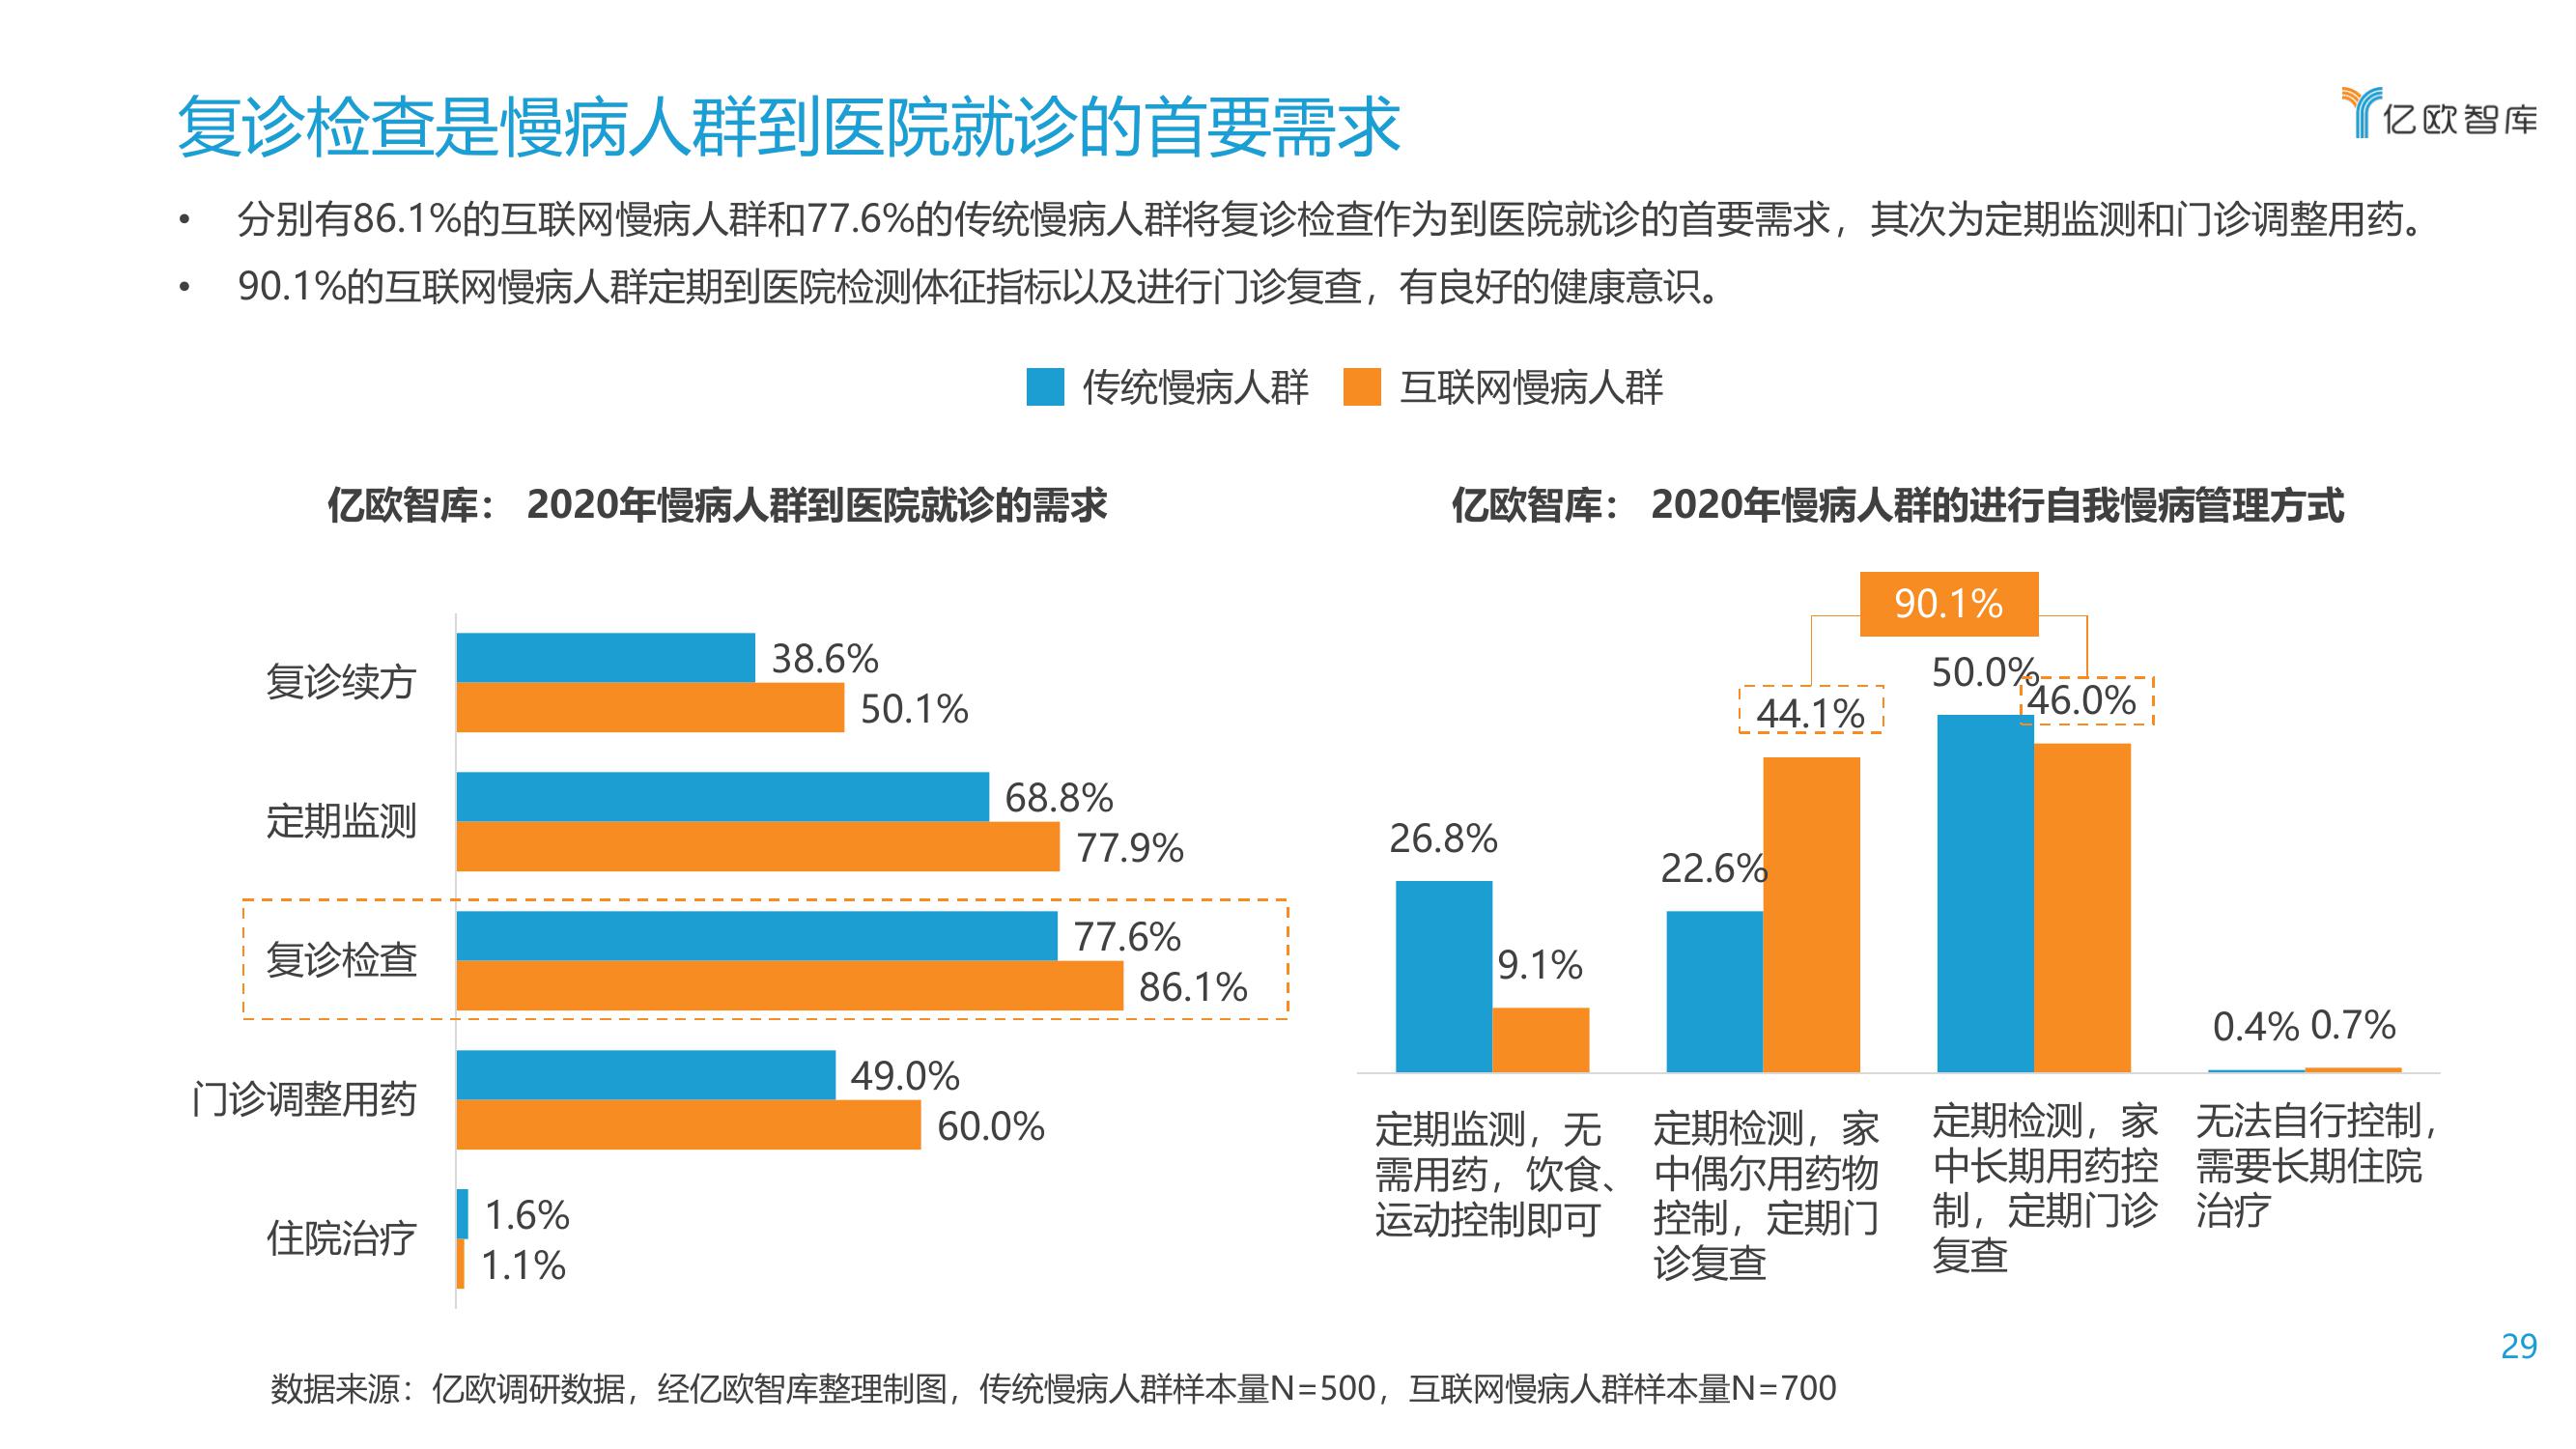 复诊检查是慢病人群到医院就诊的首要需求
亿欧智库
• 分别有86.1%的互联网慢病人群和77.6%的传统慢病人群将复诊检查作为到医院就诊的首要需求，其次为定期监测和门诊调整用药。
• 90.1%的互联网慢病人群定期到医院检测体征指标以及进行门诊复查，有良好的健康意识。
传统慢病人群 互联网慢病人群
亿欧智库： 2020年慢病人群到医院就诊的需求
复诊续方
38.6%
50.1%
定期监测
68.8%
77.9%
复诊检查
77.6%
86.1%
门诊调整用药
49.0%
60.0%
住院治疗
1.6%
1.1%
亿欧智库： 2020年慢病人群的进行自我慢病管理方式
90.1%
26.8%
9.1%
22.6%
44.1%
50.0%
46.0%
0.4%
0.7%
定期监测，无
需用药，饮食、
运动控制即可
定期检测，家
中偶尔用药物
控制，定期门
诊复查
定期检测，家
中长期用药控
制，定期门诊
复查
无法自行控制，
需要长期住院
治疗
29
数据来源：亿欧调研数据，经亿欧智库整理制图，传统慢病人群样本量N=500，互联网慢病人群样本量N=700